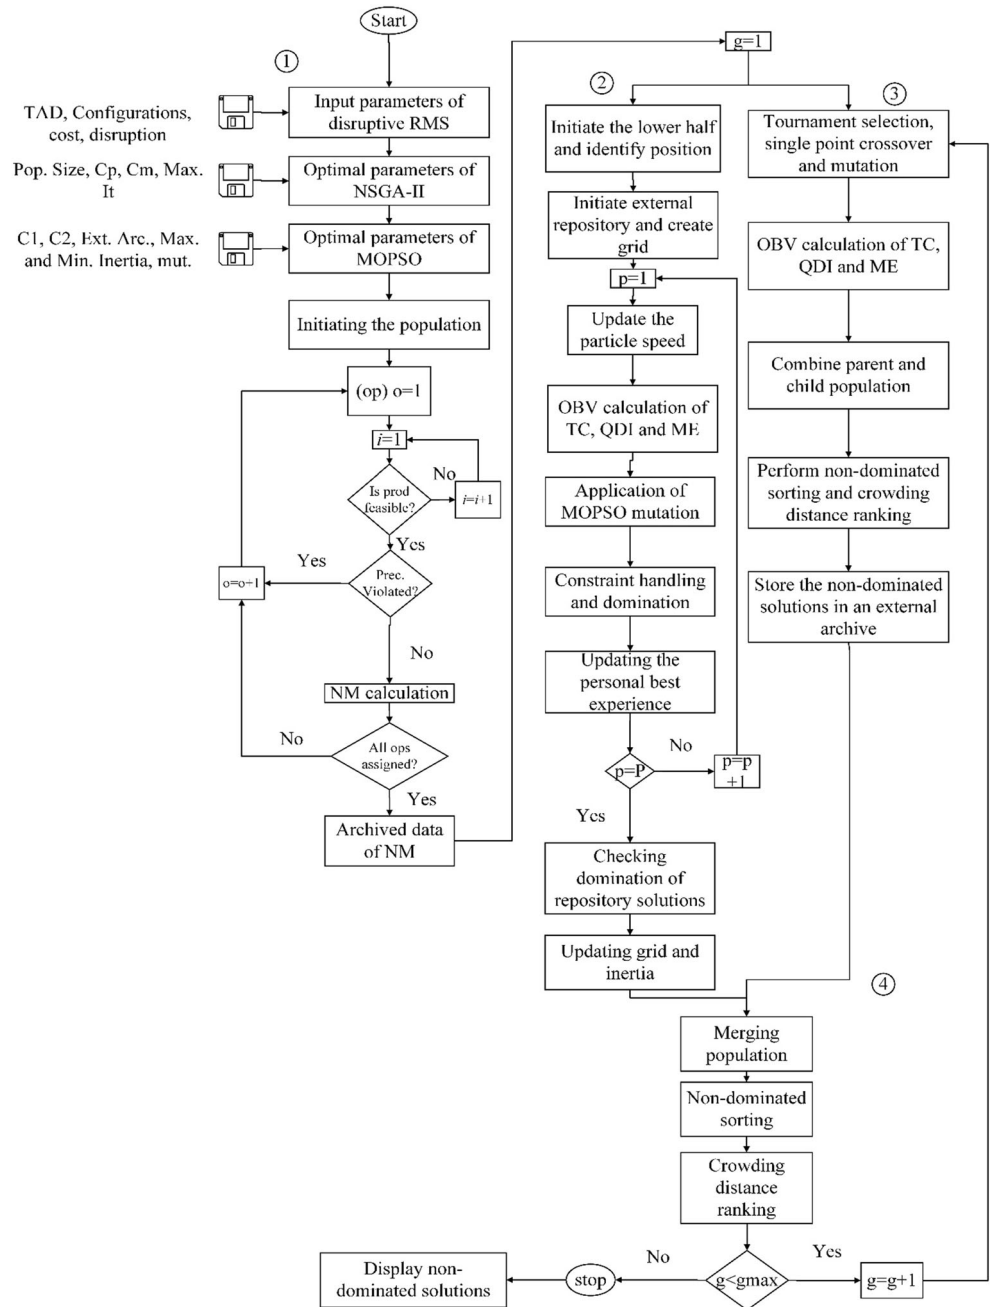 Start
1
TAD, Configurations,
cost, disruption
Input parameters of
disruptive RMS
Pop. Size, Cp, Cm, Max.
It
Optimal parameters of
NSGA-II
C1, C2, Ext. Arc., Max.
and Min. Inertia, mut.
Optimal parameters of
MOPSO
Initiating the population
(op) o=1
i=1
No
Is prod
feasible?
i=i+1
Yes
Yes
Prec.
Violated?
o=o+1
No
NM calculation
No
All ops
assigned?
Yes
Archived data
of NM
g=1
2
Initiate the lower half
and identify position
Initiate external
repository and create
grid
p=1
Update the
particle speed
OBV calculation of
TC, QDI and ME
Application of
MOPSO mutation
Constraint handling
and domination
Updating the
personal best
experience
No
p=P
p=p
+1
Yes
Checking
domination of
repository solutions
Updating grid and
inertia
3
Tournament selection,
single point crossover
and mutation
OBV calculation of TC,
QDI and ME
Combine parent and
child population
Perform non-dominated
sorting and crowding
distance ranking
Store the non-dominated
solutions in an external
archive
4
Merging
population
Non-dominated
sorting
Crowding
distance
ranking
g<gmax
Yes
g=g+1
No
stop
Display non-
dominated solutions